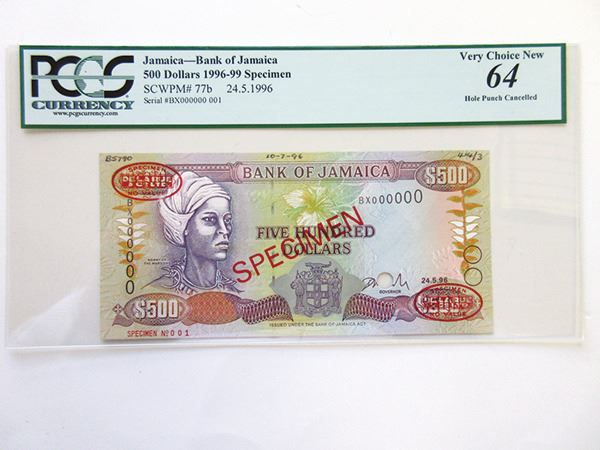 PCGS
CURRENCY
www.pcgscurrency.com
Jamaica—Bank of Jamaica
500 Dollars 1996-99 Specimen
SCWPM# 77b 24.5.1996
Serial #BX000000 001
Very Choice New
64
Hole Punch Cancelled
10-7-96
BANK OF JAMAICA
$500
SPECIMEN
NO VALUE
BX000000
BX000000
FIVE HUNDRED
DOLLARS
SPECIMEN
24.5.96
GOVERNOR
$500
ISSUED UNDER THE BANK OF JAMAICA ACT
SPECIMEN No 001